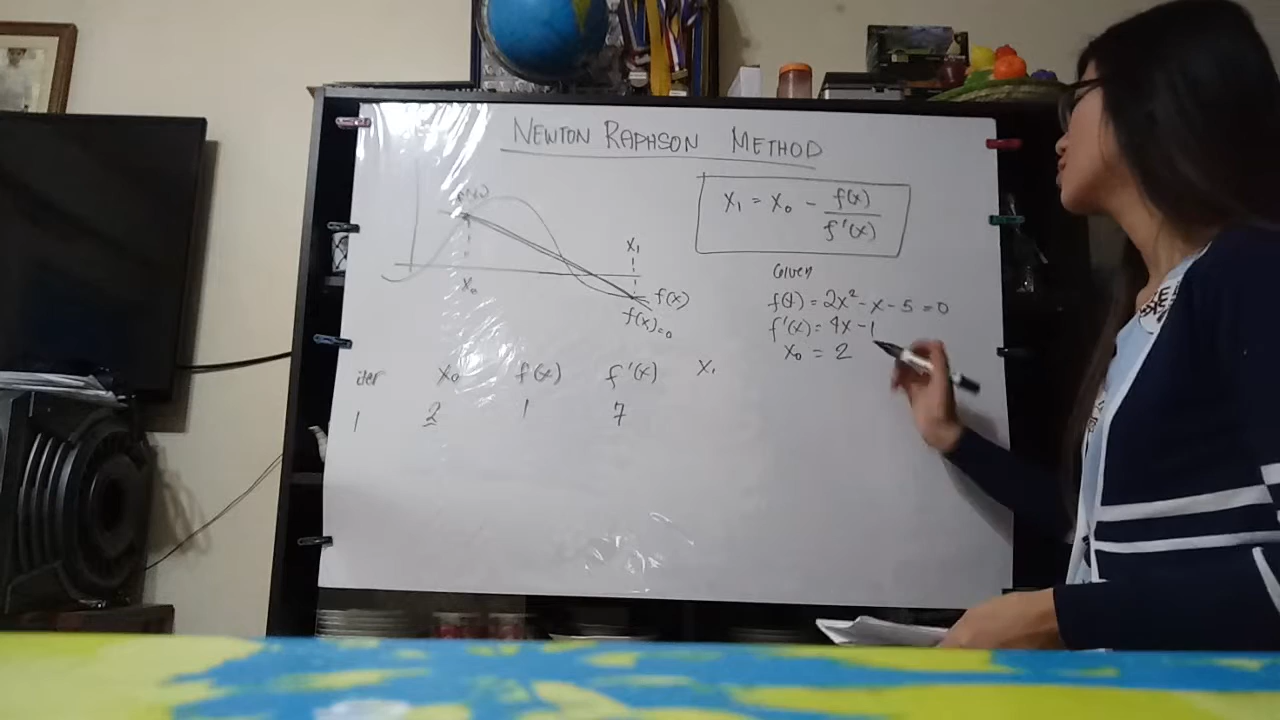 NEWTON RAPHSON METHOD
x₁ = x₀ - f(x) / f'(x)
x₁
x₀
f(x)
f(x)=0
Given
f(x) = 2x² - x - 5 = 0
f'(x) = 4x - 1
x₀ = 2
iter x₀ f(x) f'(x) x₁
1 2 1 7